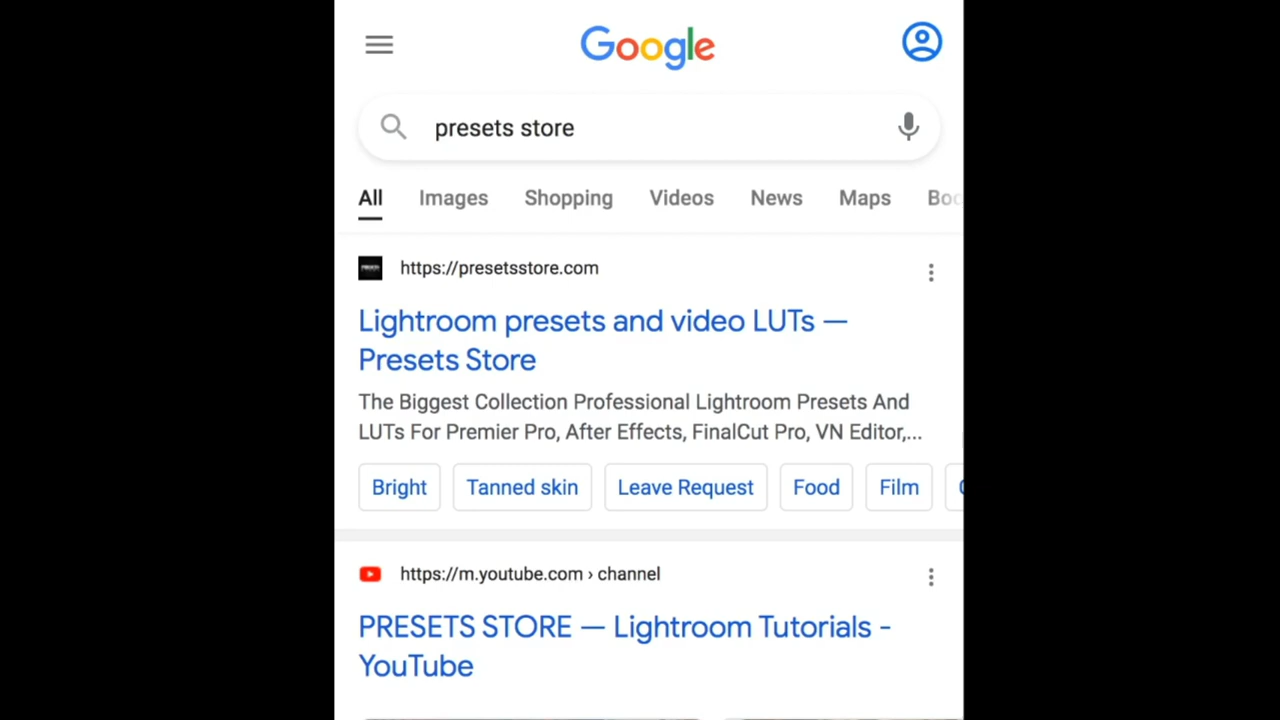 Google
presets store
All Images Shopping Videos News Maps
https://presetsstore.com
Lightroom presets and video LUTs —
Presets Store
The Biggest Collection Professional Lightroom Presets And
LUTs For Premier Pro, After Effects, FinalCut Pro, VN Editor,...
Bright Tanned skin Leave Request Food Film
https://m.youtube.com › channel
PRESETS STORE — Lightroom Tutorials -
YouTube